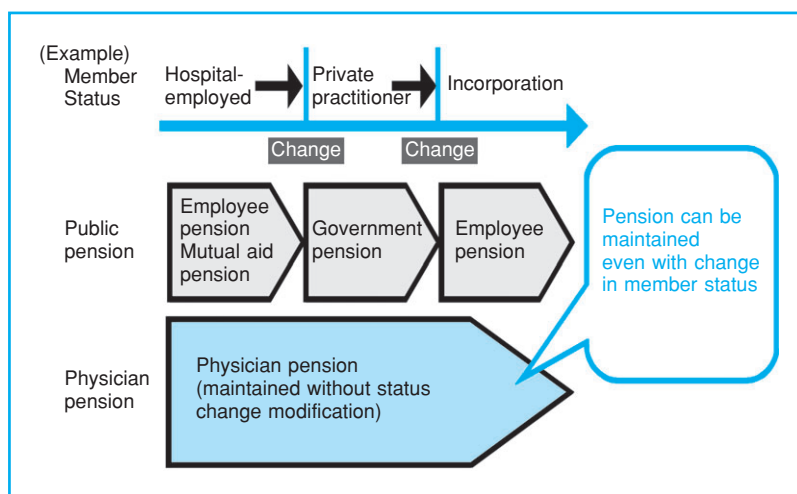 (Example)
Member
Status
Hospital-
employed
Private
practitioner
Incorporation
Change
Change
Public
pension
Employee
pension
Mutual aid
pension
Government
pension
Employee
pension
Pension can be
maintained
even with change
in member status
Physician
pension
Physician pension
(maintained without status
change modification)